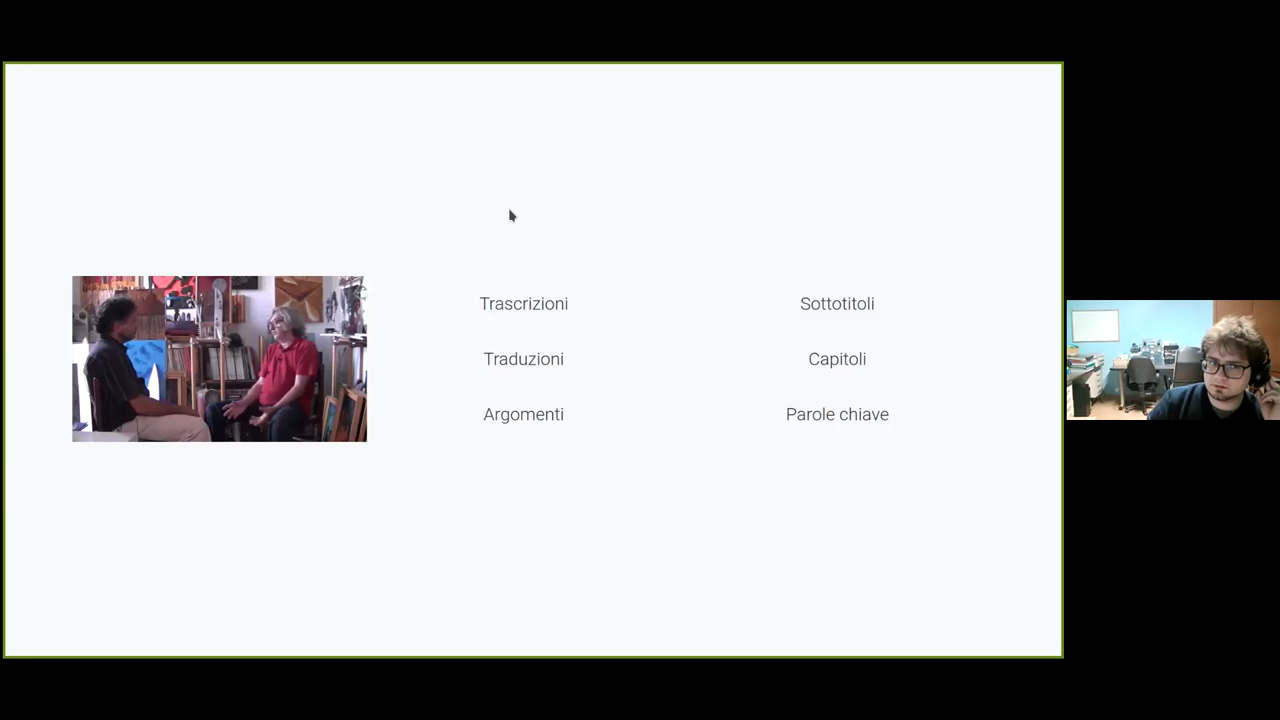 Trascrizioni
Sottotitoli
Traduzioni
Capitoli
Argomenti
Parole chiave